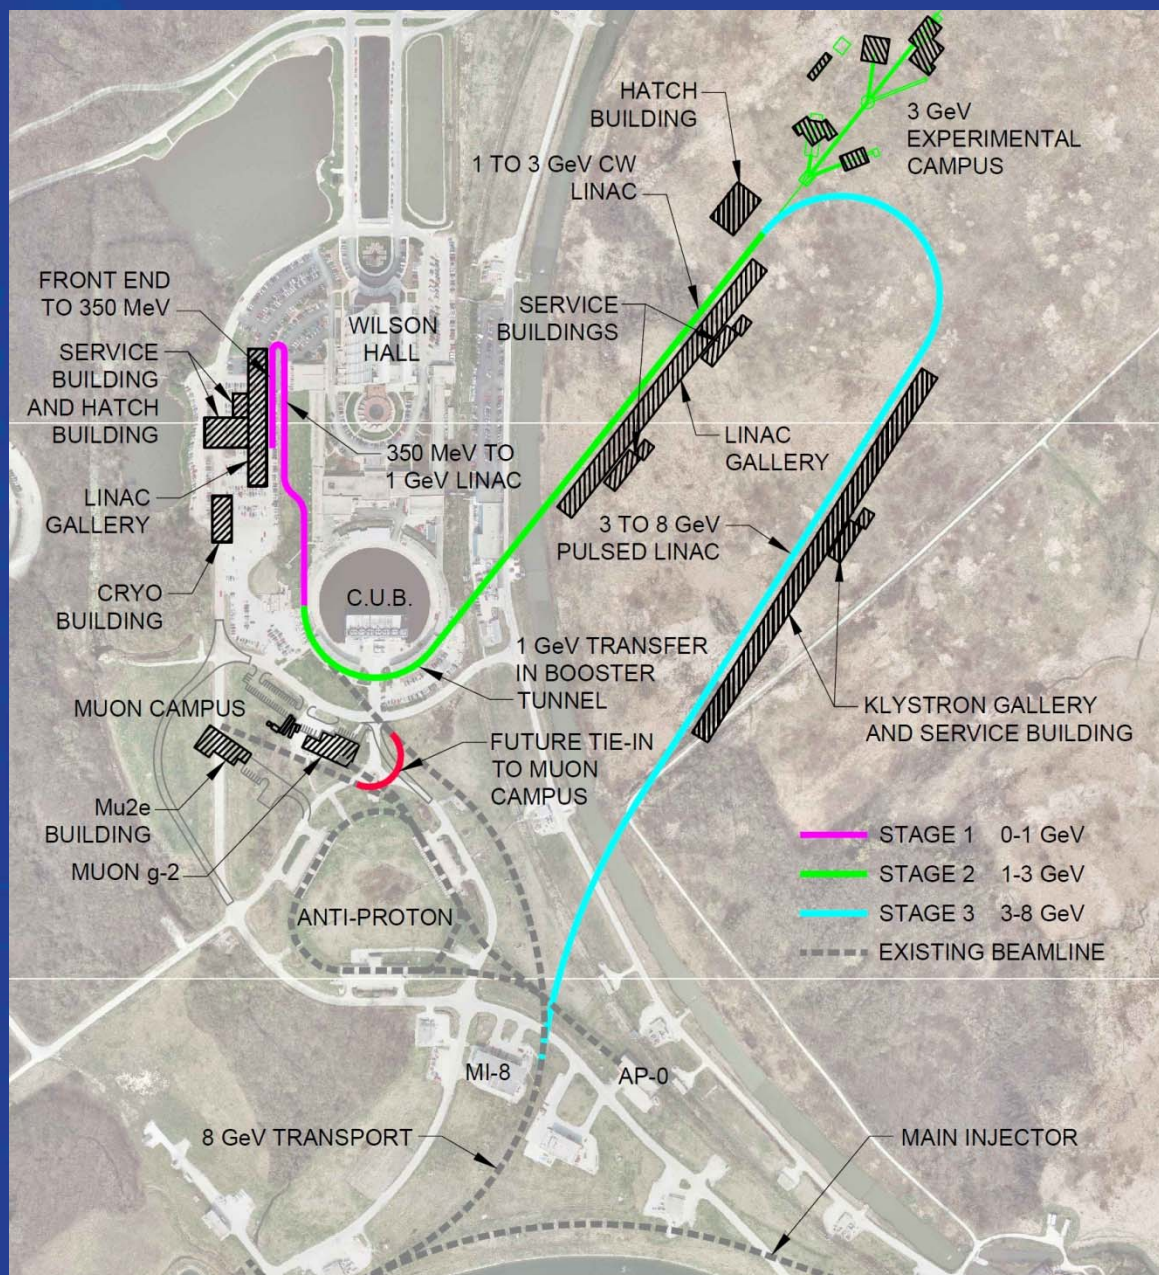 HATCH
BUILDING
3 GeV
EXPERIMENTAL
CAMPUS
1 TO 3 GeV CW
LINAC
FRONT END
TO 350 MeV
WILSON
HALL
SERVICE
BUILDINGS
SERVICE
BUILDING
AND HATCH
BUILDING
350 MeV TO
1 GeV LINAC
LINAC
GALLERY
LINAC
GALLERY
3 TO 8 GeV
PULSED LINAC
CRYO
BUILDING
C.U.B.
1 GeV TRANSFER
IN BOOSTER
TUNNEL
MUON CAMPUS
KLYSTRON GALLERY
AND SERVICE BUILDING
FUTURE TIE-IN
TO MUON
CAMPUS
Mu2e
BUILDING
MUON g-2
STAGE 1 0-1 GeV
STAGE 2 1-3 GeV
STAGE 3 3-8 GeV
EXISTING BEAMLINE
ANTI-PROTON
MI-8
AP-0
8 GeV TRANSPORT
MAIN INJECTOR